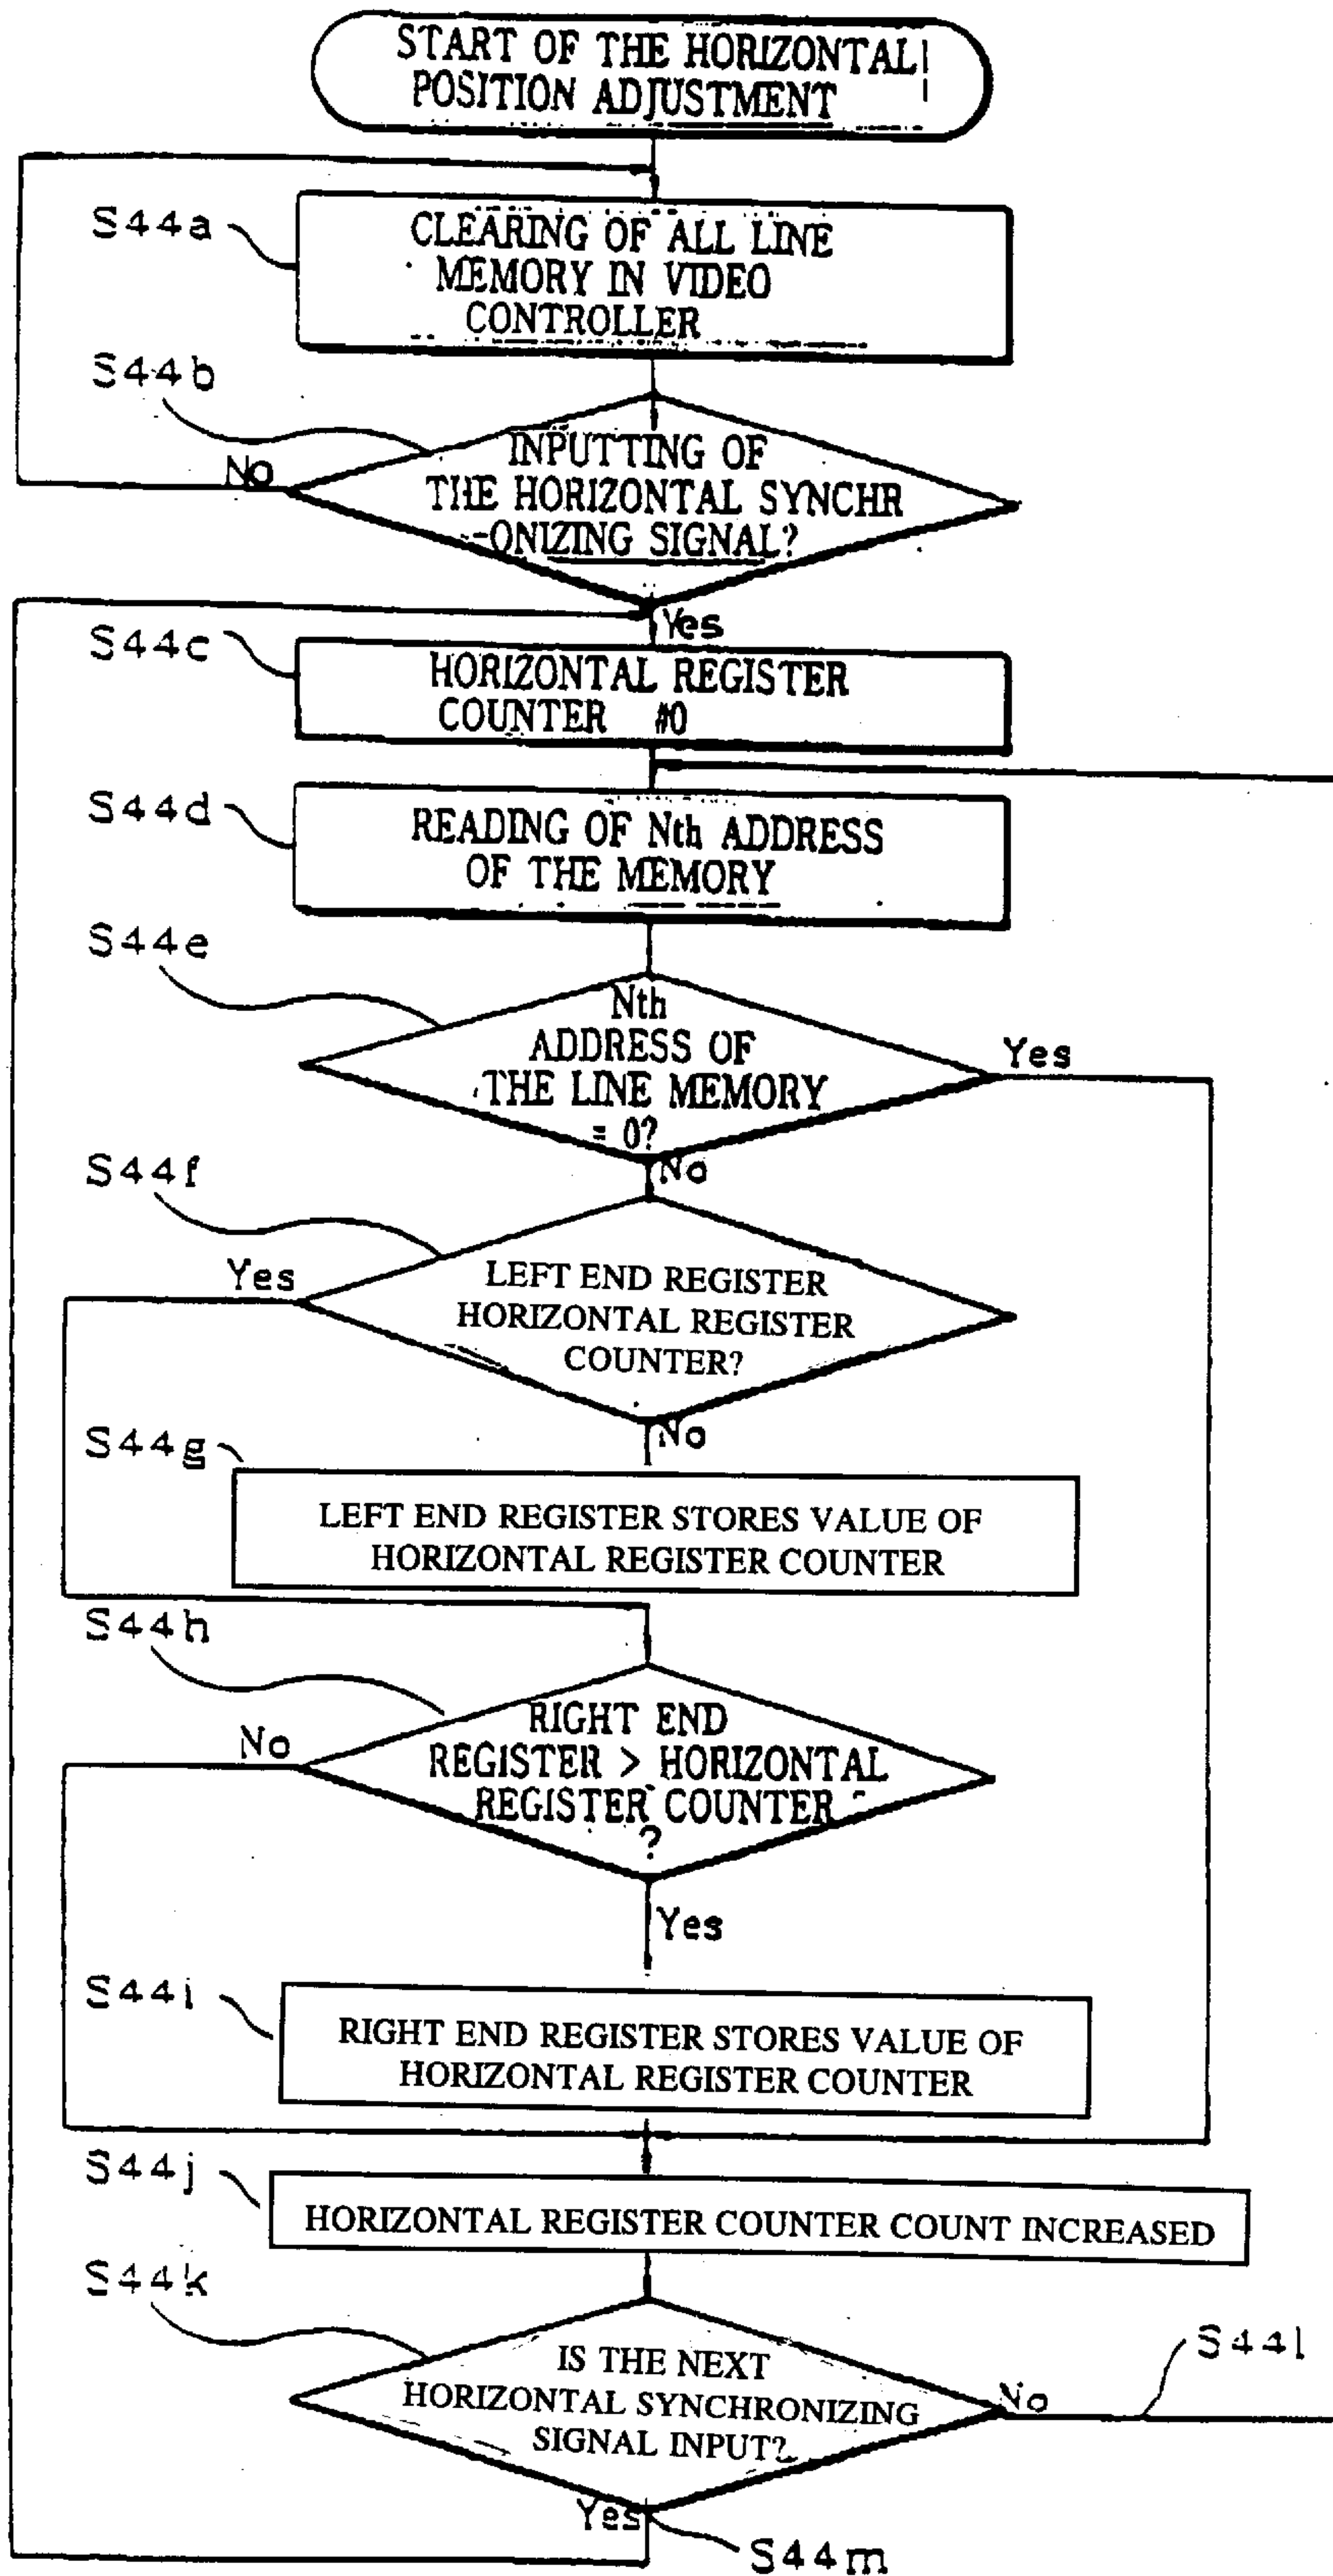 START OF THE HORIZONTAL
POSITION ADJUSTMENT
S44a
CLEARING OF ALL LINE
MEMORY IN VIDEO
CONTROLLER
S44b
No
INPUTTING OF
THE HORIZONTAL SYNCHR
-ONIZING SIGNAL?
Yes
S44c
HORIZONTAL REGISTER
COUNTER #0
S44d
READING OF Nth ADDRESS
OF THE MEMORY
S44e
Nth
ADDRESS OF
THE LINE MEMORY
= 0?
Yes
No
S44f
Yes
LEFT END REGISTER
HORIZONTAL REGISTER
COUNTER?
No
S44g
LEFT END REGISTER STORES VALUE OF
HORIZONTAL REGISTER COUNTER
S44h
No
RIGHT END
REGISTER > HORIZONTAL
REGISTER COUNTER
?
Yes
S44i
RIGHT END REGISTER STORES VALUE OF
HORIZONTAL REGISTER COUNTER
S44j
HORIZONTAL REGISTER COUNTER COUNT INCREASED
S44k
IS THE NEXT
HORIZONTAL SYNCHRONIZING
SIGNAL INPUT?
No
S44l
Yes
S44m